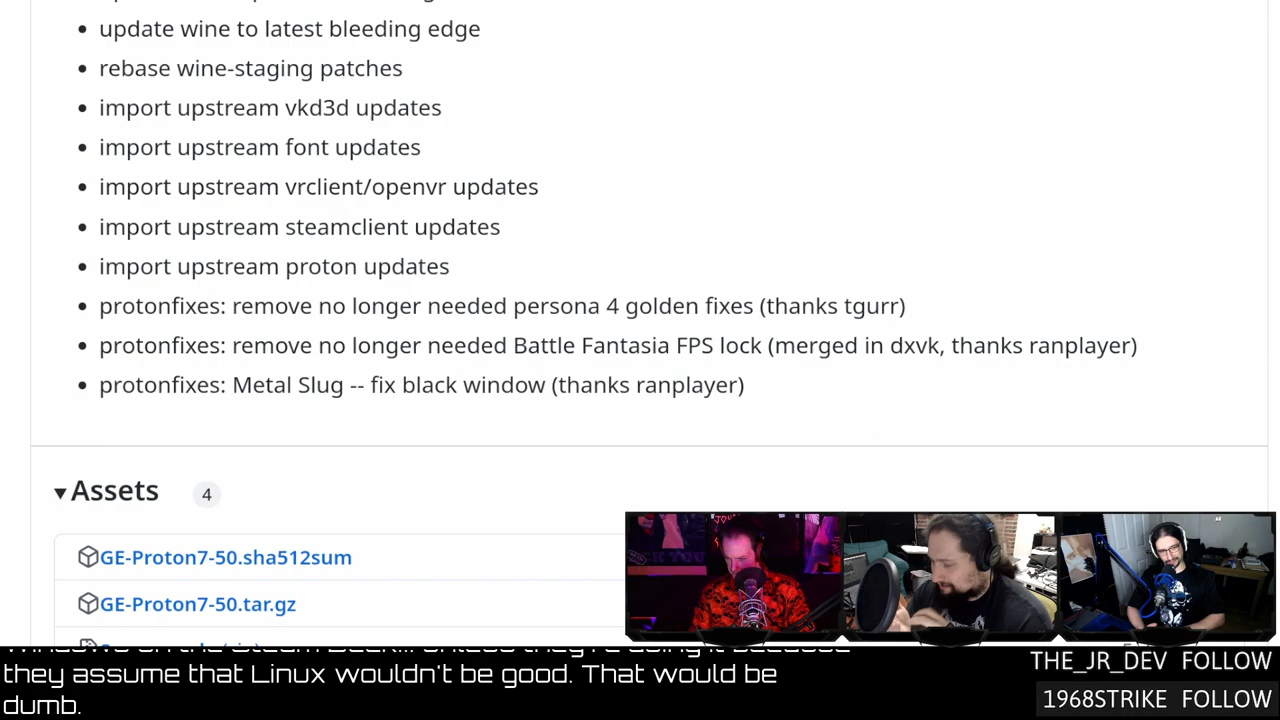 update wine to latest bleeding edge
rebase wine-staging patches
import upstream vkd3d updates
import upstream font updates
import upstream vrclient/openvr updates
import upstream steamclient updates
import upstream proton updates
protonfixes: remove no longer needed persona 4 golden fixes (thanks tgurr)
protonfixes: remove no longer needed Battle Fantasia FPS lock (merged in dxvk, thanks ranplayer)
protonfixes: Metal Slug -- fix black window (thanks ranplayer)
Assets 4
GE-Proton7-50.sha512sum
GE-Proton7-50.tar.gz
they assume that Linux wouldn't be good. That would be
dumb.
THE_JR_DEV FOLLOW
1968STRIKE FOLLOW